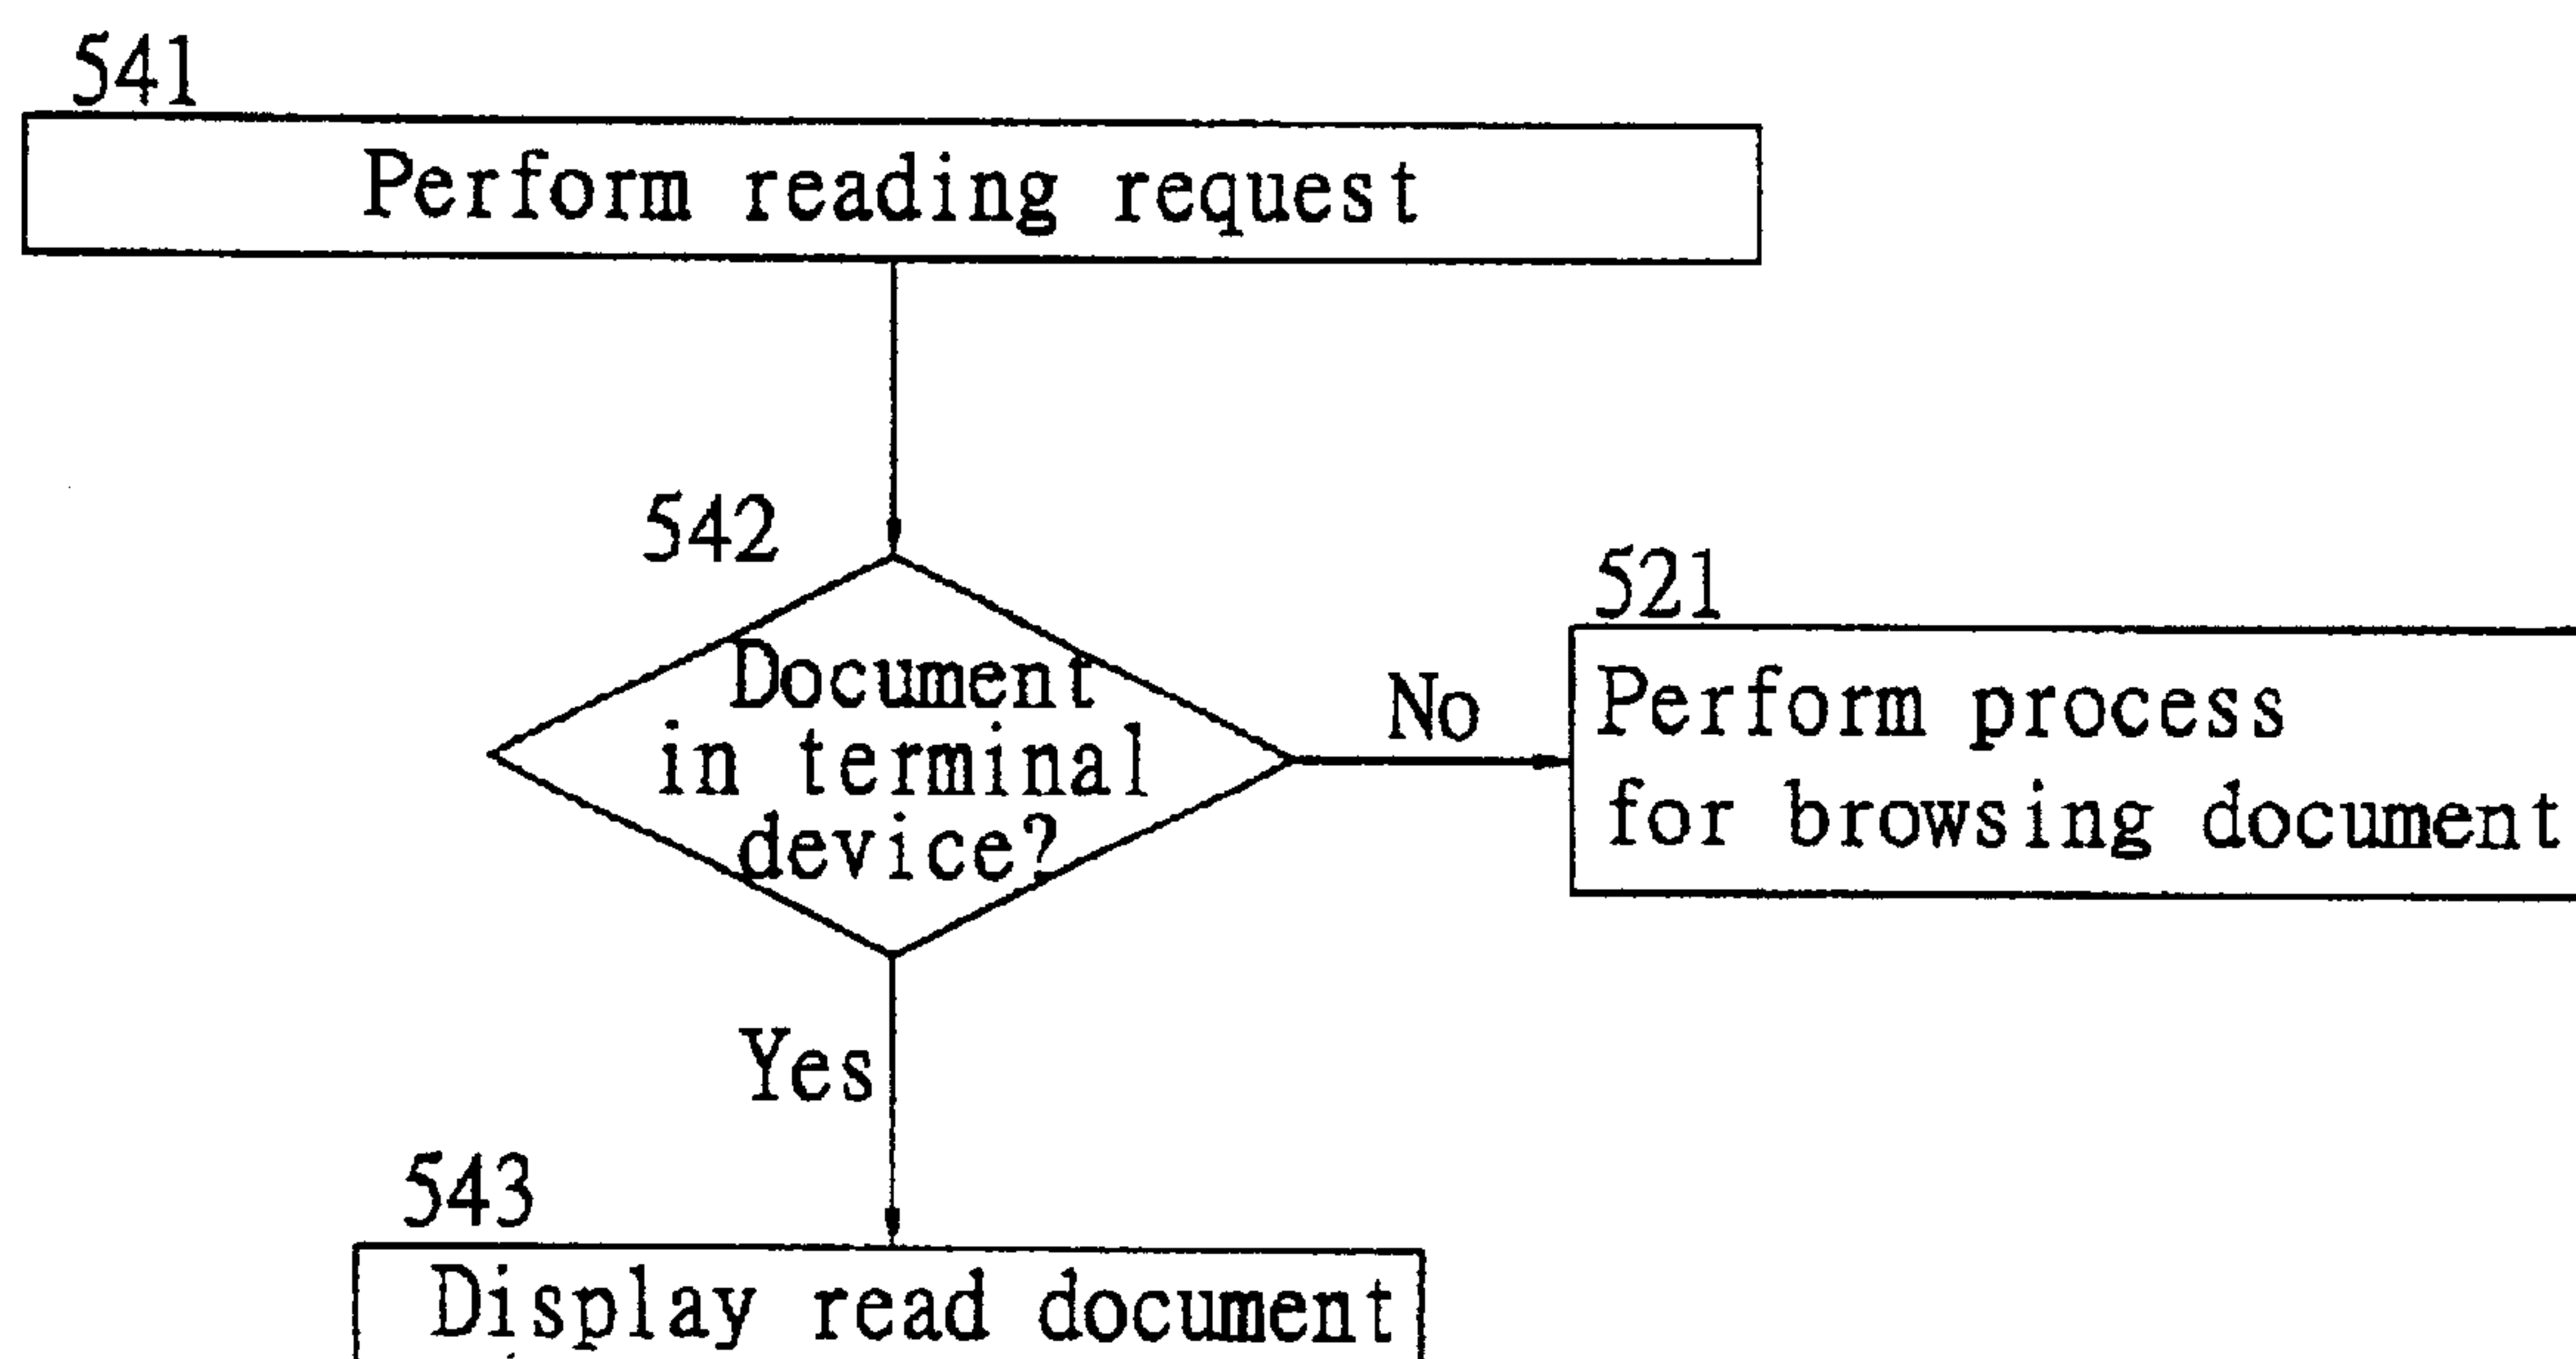 541
Perform reading request
542
Document
in terminal
device?
No
521
Perform process
for browsing document
Yes
543
Display read document